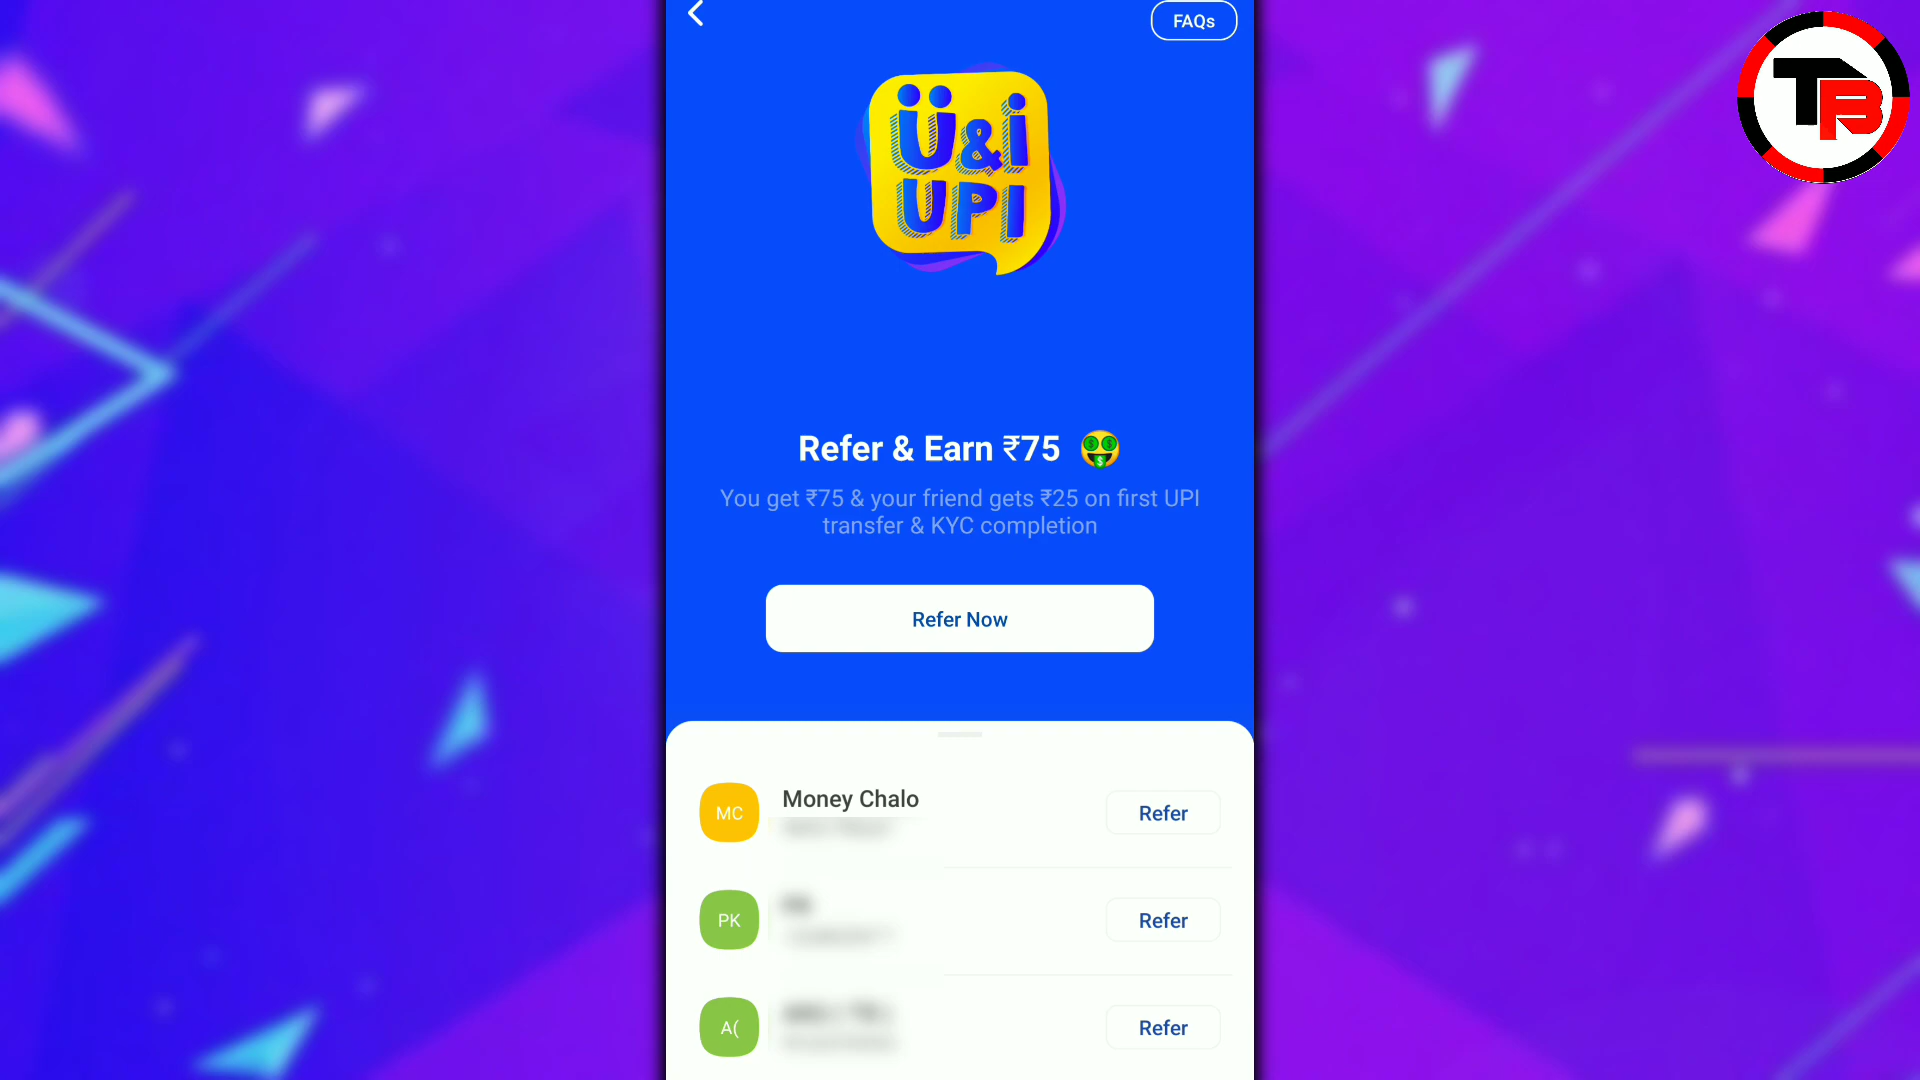 FAQs
TB
Ü&i
UPI
Refer & Earn ₹75 🤑
You get ₹75 & your friend gets ₹25 on first UPI
transfer & KYC completion
Refer Now
MC
Money Chalo
Refer
PK
Refer
A(
Refer